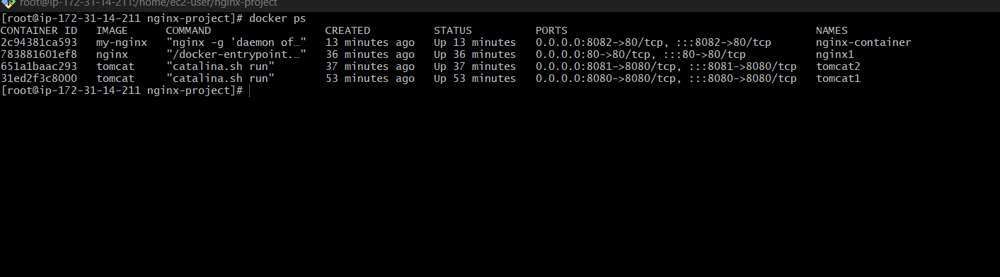 root@ip-172-31-14-211:/home/ec2-user/nginx-project
[root@ip-172-31-14-211 nginx-project]# docker ps
CONTAINER ID   IMAGE      COMMAND                  CREATED          STATUS          PORTS                                       NAMES
2c94381ca593   my-nginx   "nginx -g 'daemon of…"   13 minutes ago   Up 13 minutes   0.0.0.0:8082->80/tcp, :::8082->80/tcp       nginx-container
783881601ef8   nginx      "/docker-entrypoint.…"   36 minutes ago   Up 36 minutes   0.0.0.0:80->80/tcp, :::80->80/tcp           nginx1
651a1baac293   tomcat     "catalina.sh run"        37 minutes ago   Up 37 minutes   0.0.0.0:8081->8080/tcp, :::8081->8080/tcp   tomcat2
31ed2f3c8000   tomcat     "catalina.sh run"        53 minutes ago   Up 53 minutes   0.0.0.0:8080->8080/tcp, :::8080->8080/tcp   tomcat1
[root@ip-172-31-14-211 nginx-project]#